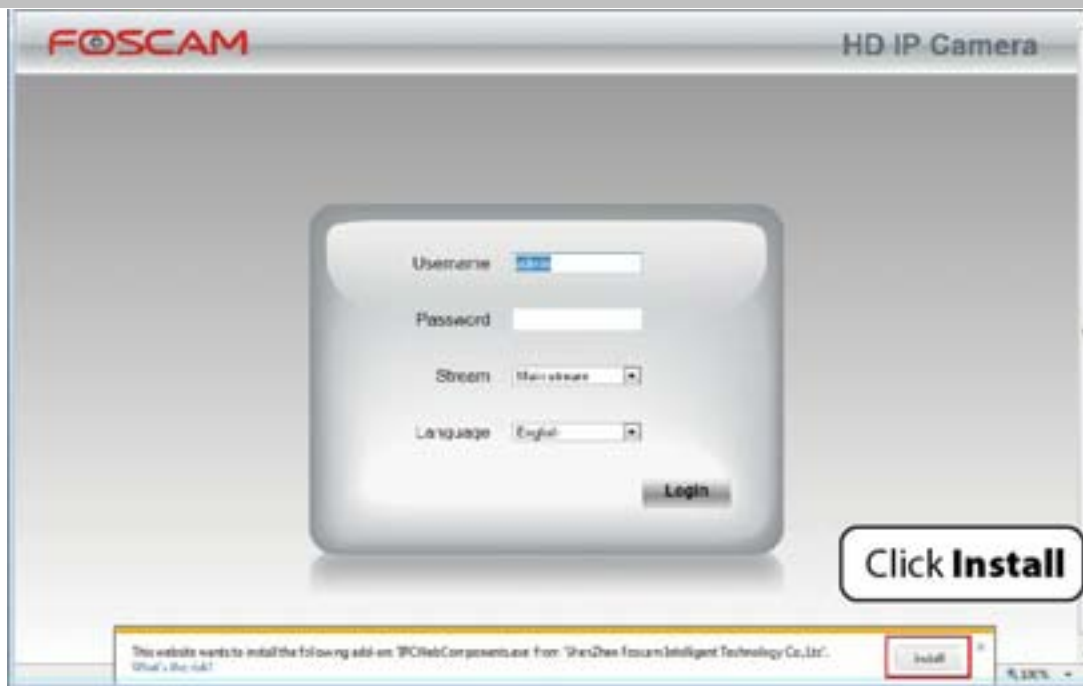 FOSCAM
HD IP Camera
Username admin
Password
Stream Main stream
Language English
Login
Click Install
This website wants to install the following add-on: 'IPCWebComponents.exe' from 'ShenZhen Foscam Intelligent Technology Co.,Ltd'.
Install
What's the risk?
100%